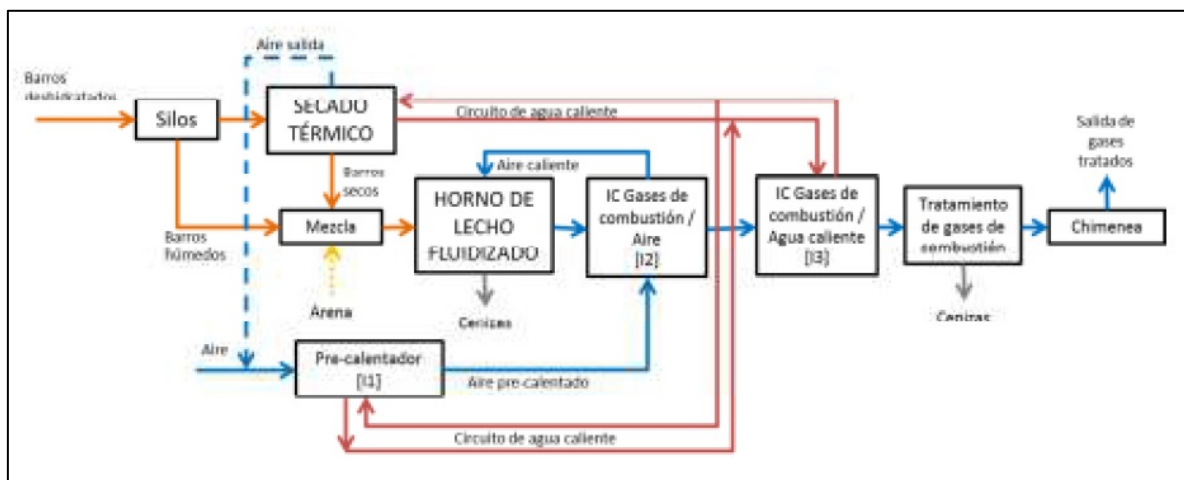 Aire salida
Barros
deshidratados
Silos
SECADO
TÉRMICO
Circuito de agua caliente
Salida de
gases
tratados
Barros
secos
Aire caliente
Mezcla
HORNO DE
LECHO
FLUIDIZADO
IC Gases de
combustión /
Aire
[I2]
IC Gases de
combustión /
Agua caliente
[I3]
Tratamiento
de gases de
combustión
Chimenea
Barros
húmedos
Arena
Cenizas
Cenizas
Aire
Pre-calentador
[I1]
Aire pre-calentado
Circuito de agua caliente